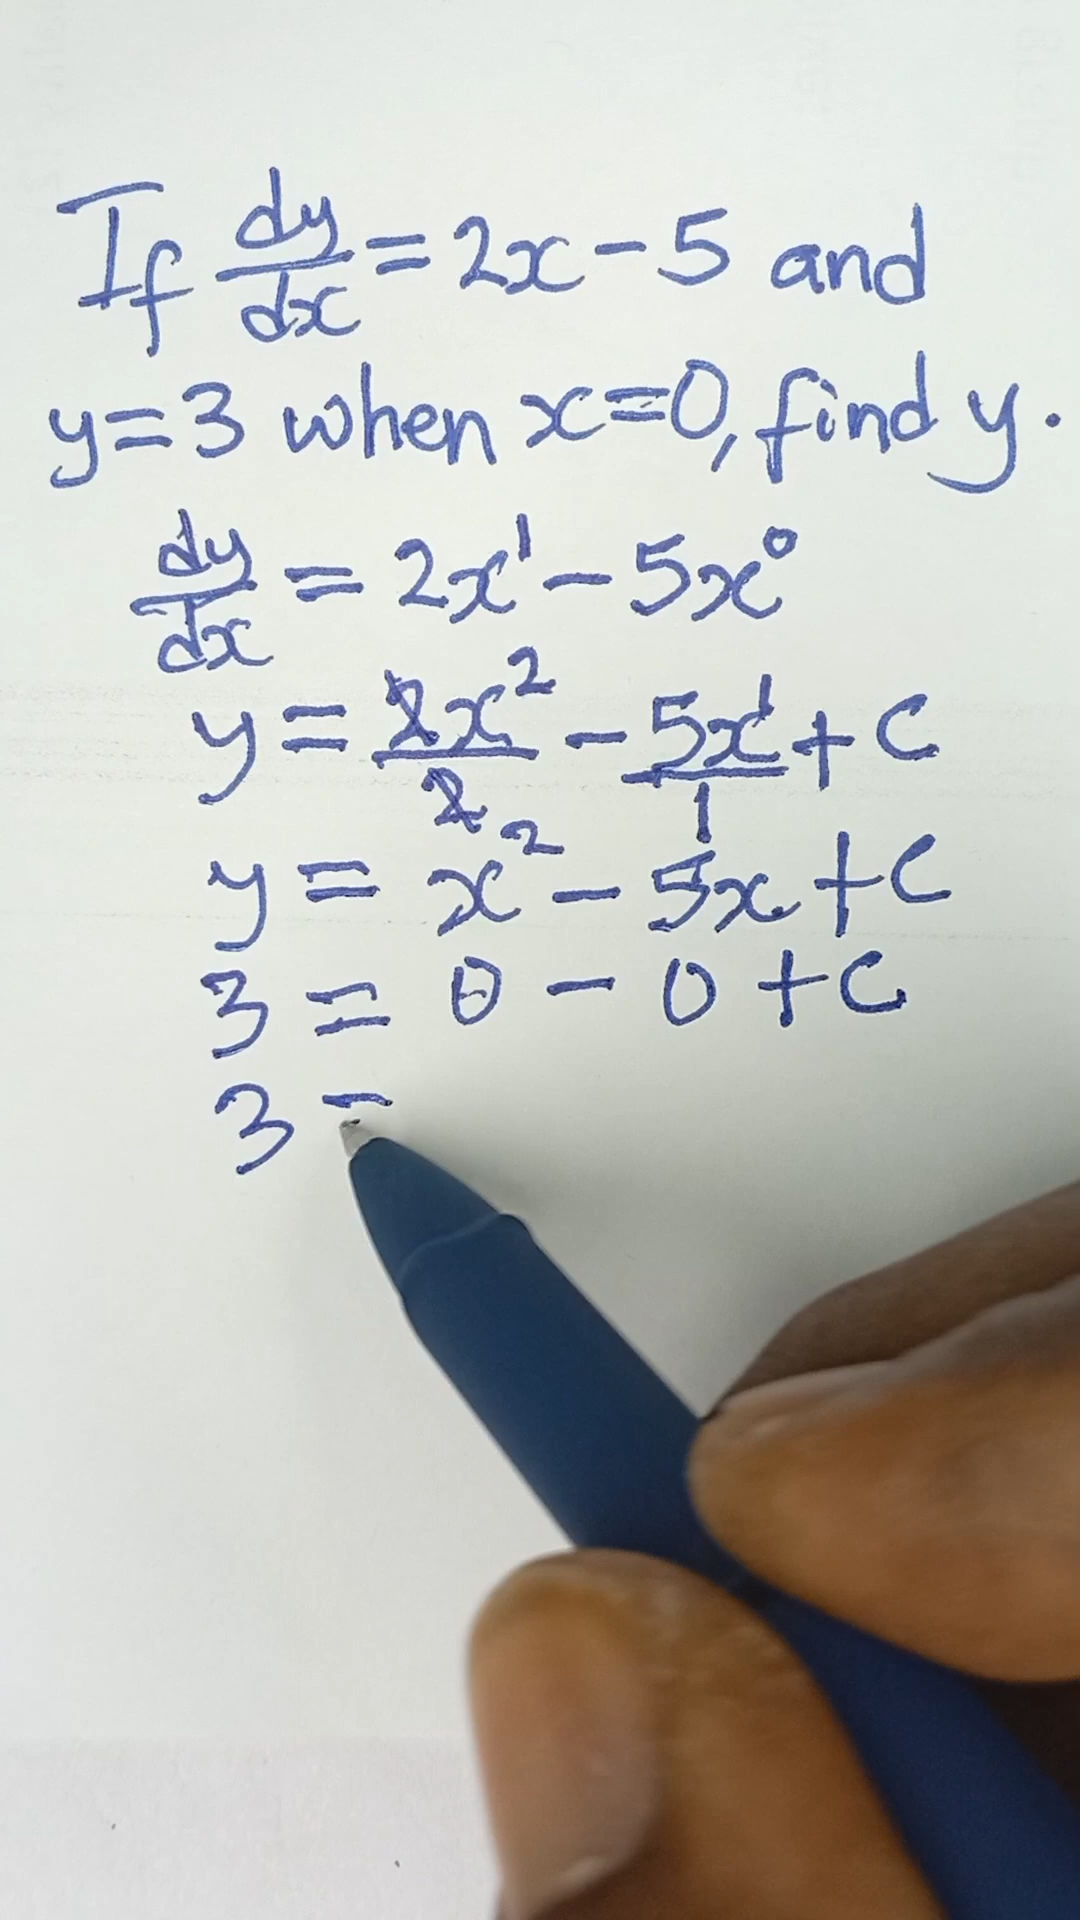 If dy/dx = 2x - 5 and
y = 3 when x = 0, find y.
dy/dx = 2x¹ - 5x⁰
y = 2x²/2 - 5x¹/1 + C
y = x² - 5x + C
3 = 0 - 0 + C
3 =